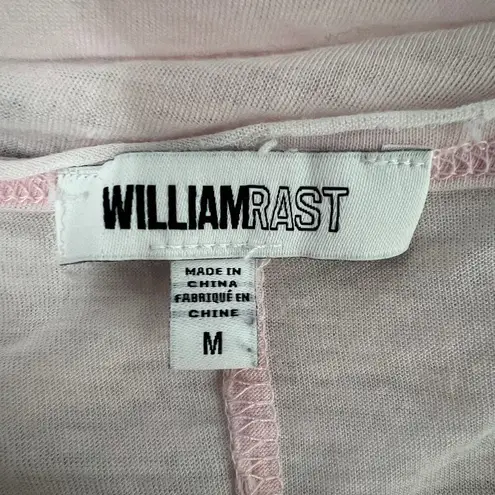 WILLIAMRAST
MADE IN
CHINA
FABRIQUÉ EN
CHINE
M